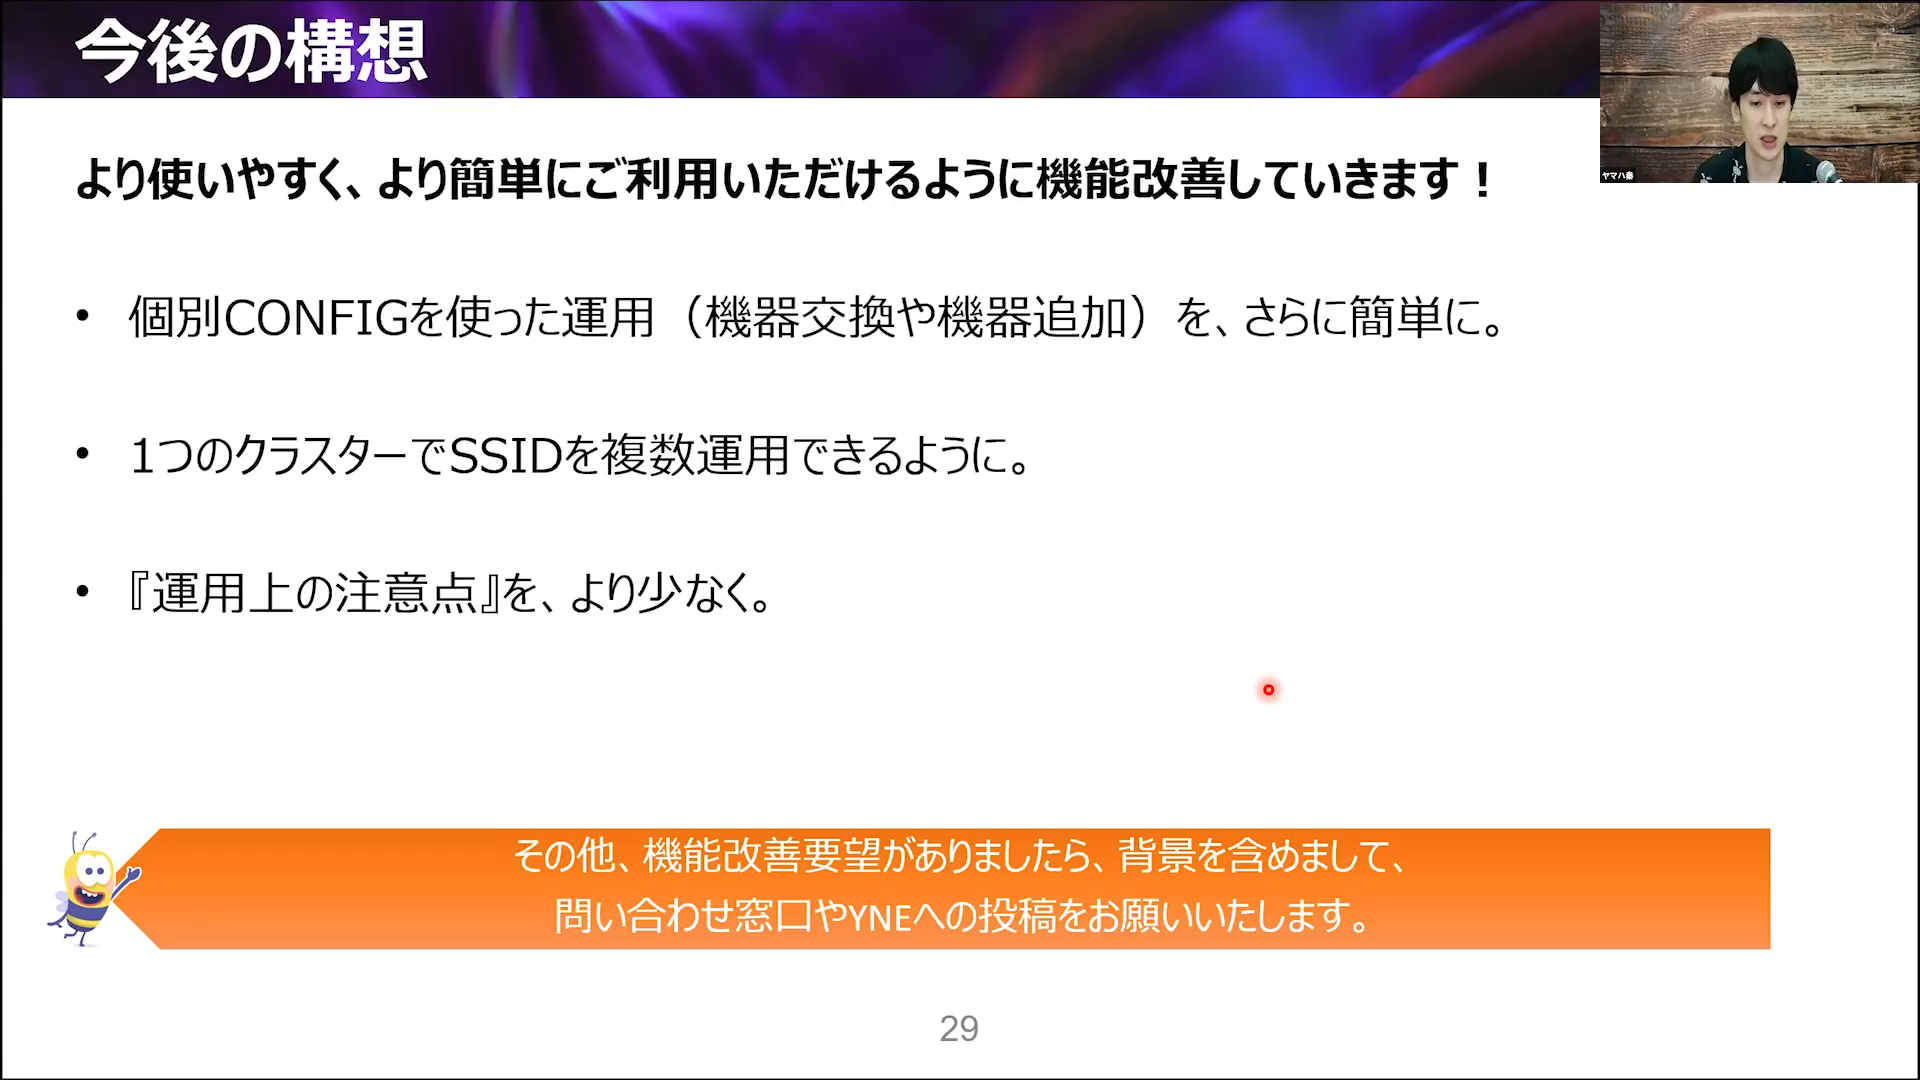 今後の構想
ヤマハ秦
より使いやすく、より簡単にご利用いただけるように機能改善していきます！
• 個別CONFIGを使った運用（機器交換や機器追加）を、さらに簡単に。
• 1つのクラスターでSSIDを複数運用できるように。
• 『運用上の注意点』を、より少なく。
その他、機能改善要望がありましたら、背景を含めまして、
問い合わせ窓口やYNEへの投稿をお願いいたします。
29